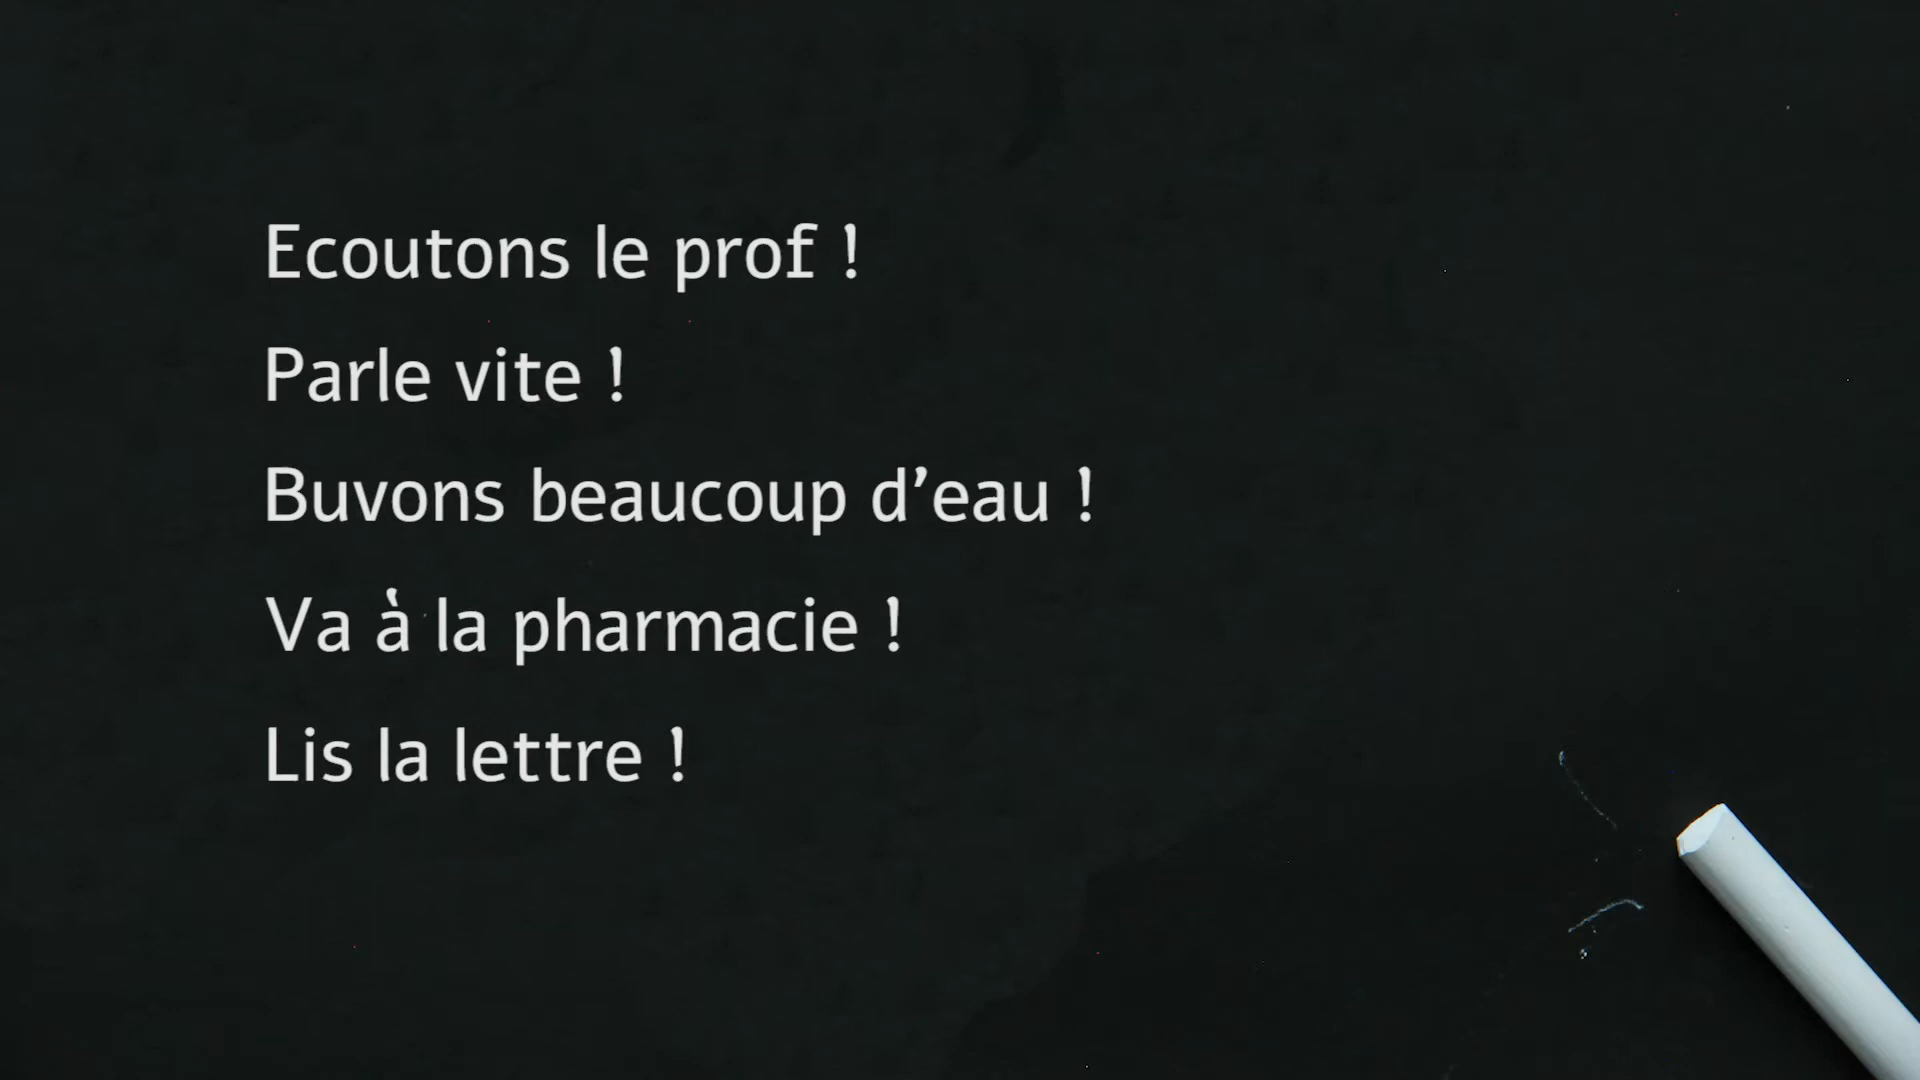 Ecoutons le prof !
Parle vite !
Buvons beaucoup d’eau !
Va à la pharmacie !
Lis la lettre !